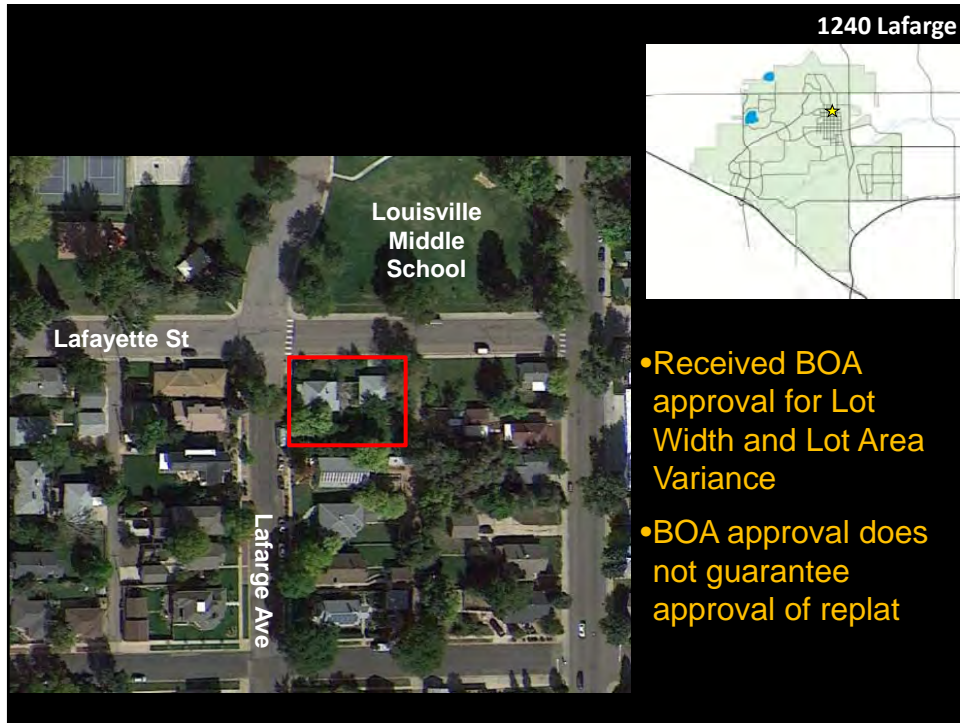 1240 Lafarge
Louisville
Middle
School
Lafayette St
Lafarge Ave
•Received BOA
approval for Lot
Width and Lot Area
Variance
•BOA approval does
not guarantee
approval of replat